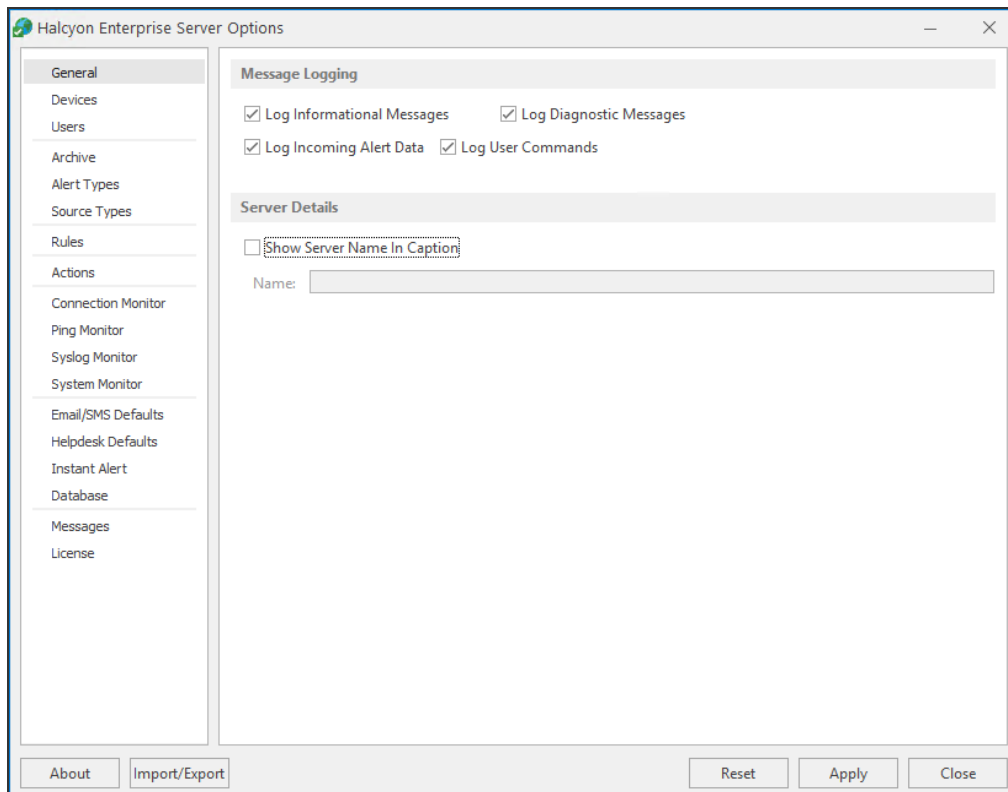 Halcyon Enterprise Server Options
General
Devices
Users
Archive
Alert Types
Source Types
Rules
Actions
Connection Monitor
Ping Monitor
Syslog Monitor
System Monitor
Email/SMS Defaults
Helpdesk Defaults
Instant Alert
Database
Messages
License
Message Logging
Log Informational Messages Log Diagnostic Messages
Log Incoming Alert Data Log User Commands
Server Details
Show Server Name In Caption
Name:
About Import/Export Reset Apply Close